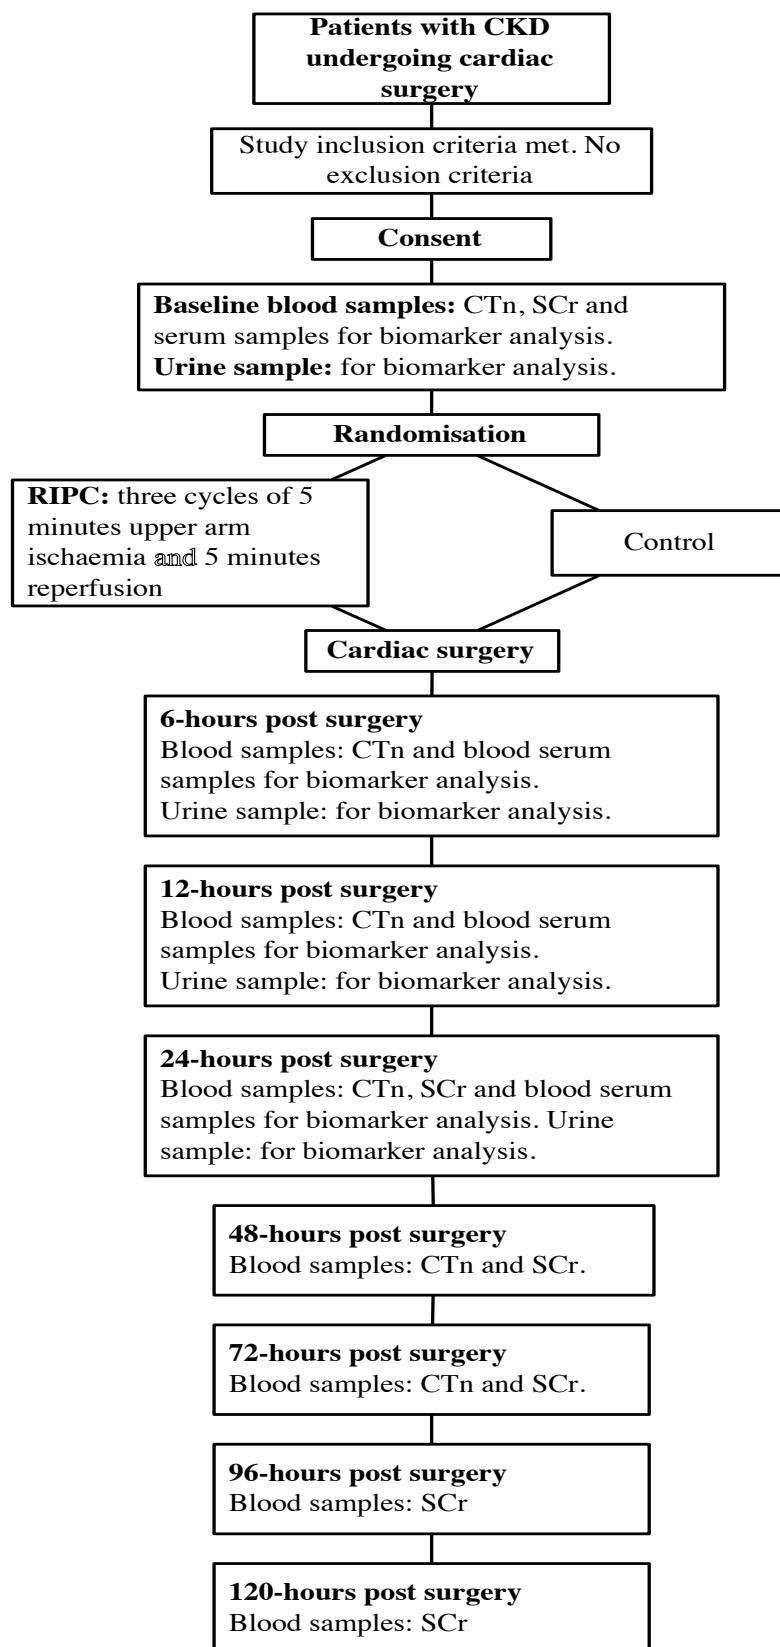 Patients with CKD
undergoing cardiac
surgery
Study inclusion criteria met. No
exclusion criteria
Consent
Baseline blood samples: CTn, SCr and
serum samples for biomarker analysis.
Urine sample: for biomarker analysis.
Randomisation
RIPC: three cycles of 5
minutes upper arm
ischaemia and 5 minutes
reperfusion
Control
Cardiac surgery
6-hours post surgery
Blood samples: CTn and blood serum
samples for biomarker analysis.
Urine sample: for biomarker analysis.
12-hours post surgery
Blood samples: CTn and blood serum
samples for biomarker analysis.
Urine sample: for biomarker analysis.
24-hours post surgery
Blood samples: CTn, SCr and blood serum
samples for biomarker analysis. Urine
sample: for biomarker analysis.
48-hours post surgery
Blood samples: CTn and SCr.
72-hours post surgery
Blood samples: CTn and SCr.
96-hours post surgery
Blood samples: SCr
120-hours post surgery
Blood samples: SCr